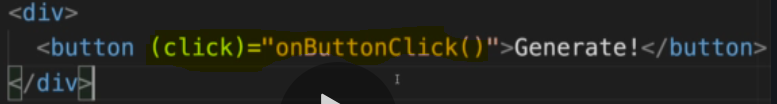 <div>
<button (click)="onButtonClick()">Generate!</button>
</div>